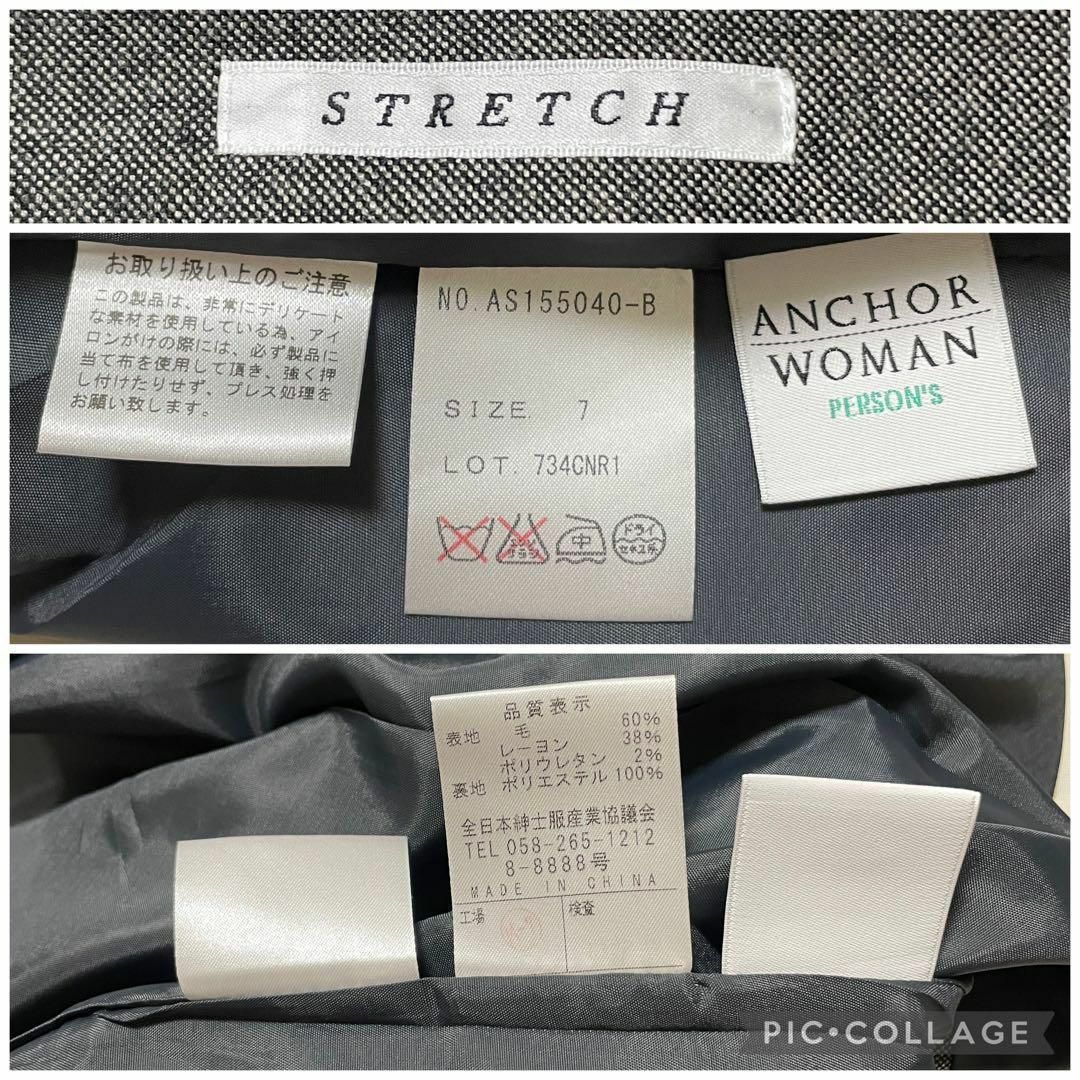 STRETCH
お取り扱い上のご注意
この製品は、非常にデリケート
な素材を使用している為、アイ
ロンがけの際には、必ず製品に
当て布を使用して頂き、強く押
し付けたりせず、プレス処理を
お願い致します。
NO.AS155040-B
SIZE 7
LOT. 734CNR1
エンソ サラシ
中
ドライ
セキユ系
ANCHOR
WOMAN
PERSON'S
品質表示
表地 毛 60%
レーヨン 38%
ポリウレタン 2%
裏地 ポリエステル 100%
全日本紳士服産業協議会
TEL 058-265-1212
8-8888号
MADE IN CHINA
工場 検査
PIC•COLLAGE